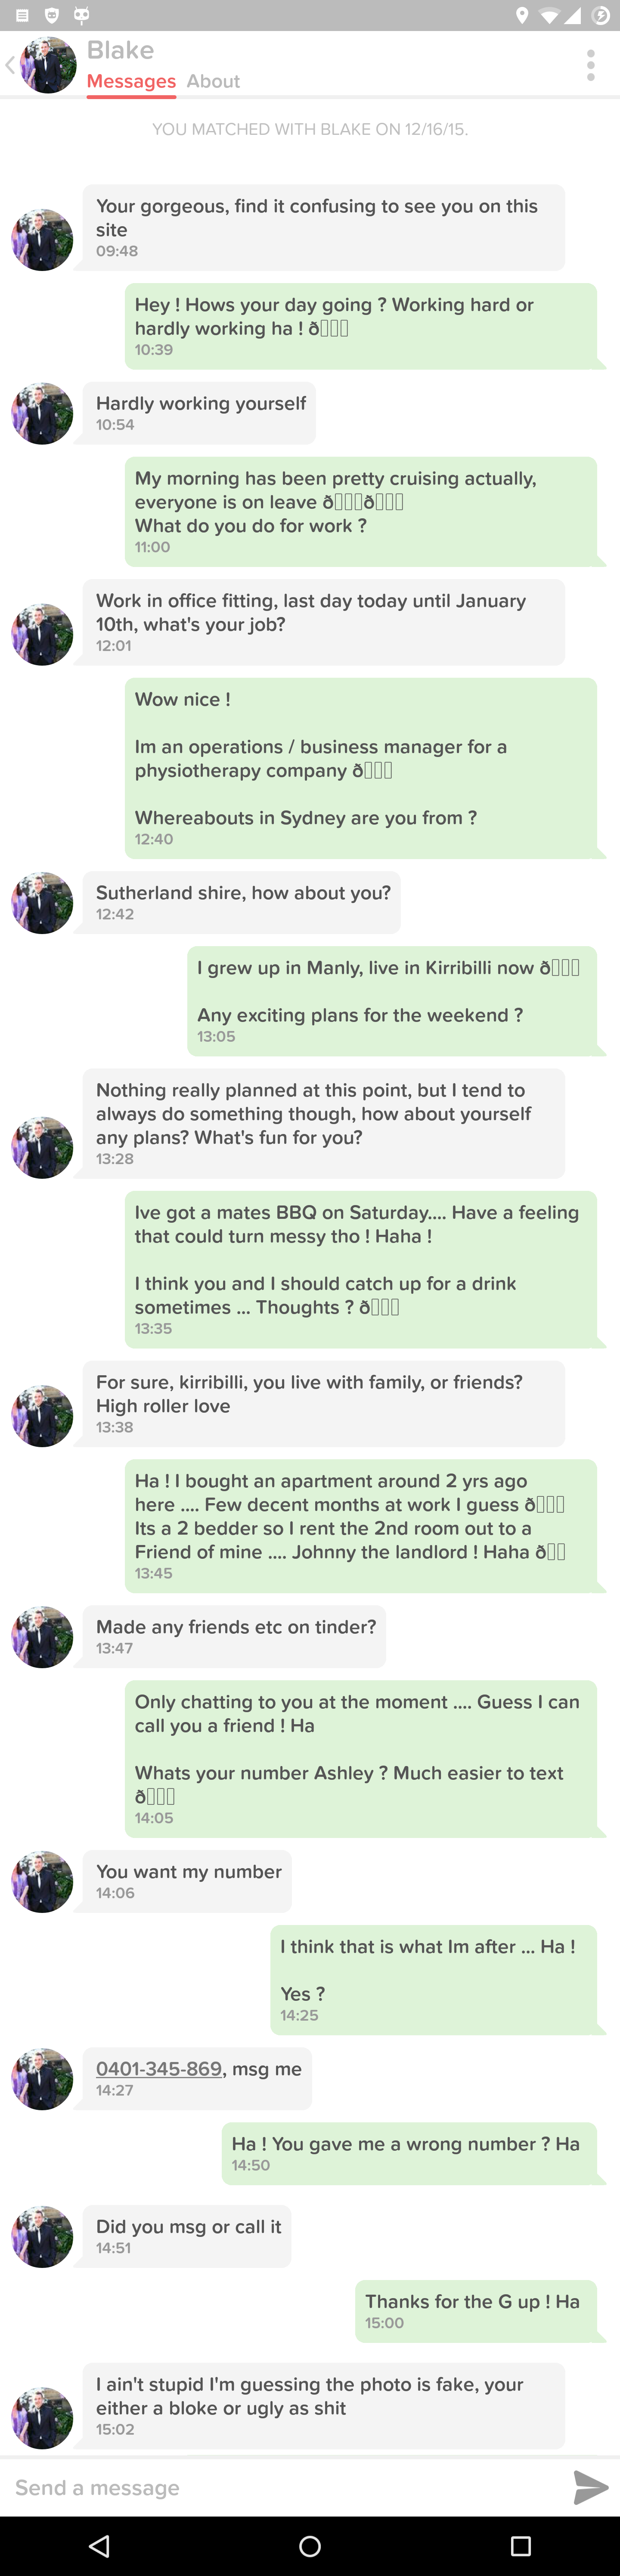 Blake
Messages About
YOU MATCHED WITH BLAKE ON 12/16/15.
Your gorgeous, find it confusing to see you on this
site
09:48
Hey ! Hows your day going ? Working hard or
hardly working ha ! ð▯▯▯
10:39
Hardly working yourself
10:54
My morning has been pretty cruising actually,
everyone is on leave ð▯▯▯ð▯▯▯
What do you do for work ?
11:00
Work in office fitting, last day today until January
10th, what's your job?
12:01
Wow nice !
Im an operations / business manager for a
physiotherapy company ð▯▯▯
Whereabouts in Sydney are you from ?
12:40
Sutherland shire, how about you?
12:42
I grew up in Manly, live in Kirribilli now ð▯▯▯
Any exciting plans for the weekend ?
13:05
Nothing really planned at this point, but I tend to
always do something though, how about yourself
any plans? What's fun for you?
13:28
Ive got a mates BBQ on Saturday.... Have a feeling
that could turn messy tho ! Haha !
I think you and I should catch up for a drink
sometimes ... Thoughts ? ð▯▯▯
13:35
For sure, kirribilli, you live with family, or friends?
High roller love
13:38
Ha ! I bought an apartment around 2 yrs ago
here .... Few decent months at work I guess ð▯▯▯
Its a 2 bedder so I rent the 2nd room out to a
Friend of mine .... Johnny the landlord ! Haha ð▯▯
13:45
Made any friends etc on tinder?
13:47
Only chatting to you at the moment .... Guess I can
call you a friend ! Ha
Whats your number Ashley ? Much easier to text
ð▯▯▯
14:05
You want my number
14:06
I think that is what Im after ... Ha !
Yes ?
14:25
0401-345-869, msg me
14:27
Ha ! You gave me a wrong number ? Ha
14:50
Did you msg or call it
14:51
Thanks for the G up ! Ha
15:00
I ain't stupid I'm guessing the photo is fake, your
either a bloke or ugly as shit
15:02
Send a message